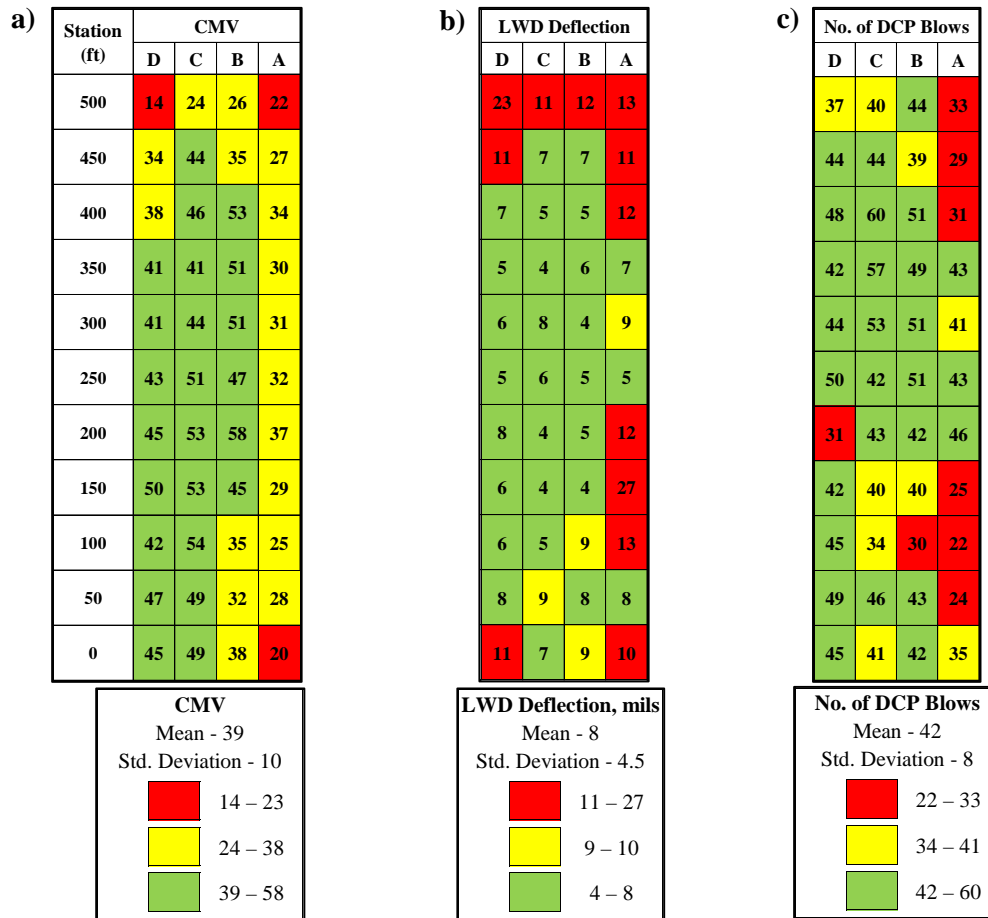 a)
Station (ft) CMV
D C B A
500 14 24 26 22
450 34 44 35 27
400 38 46 53 34
350 41 41 51 30
300 41 44 51 31
250 43 51 47 32
200 45 53 58 37
150 50 53 45 29
100 42 54 35 25
50 47 49 32 28
0 45 49 38 20
CMV
Mean - 39
Std. Deviation - 10
14 – 23
24 – 38
39 – 58
b)
LWD Deflection
D C B A
23 11 12 13
11 7 7 11
7 5 5 12
5 4 6 7
6 8 4 9
5 6 5 5
8 4 5 12
6 4 4 27
6 5 9 13
8 9 8 8
11 7 9 10
LWD Deflection, mils
Mean - 8
Std. Deviation - 4.5
11 – 27
9 – 10
4 – 8
c)
No. of DCP Blows
D C B A
37 40 44 33
44 44 39 29
48 60 51 31
42 57 49 43
44 53 51 41
50 42 51 43
31 43 42 46
42 40 40 25
45 34 30 22
49 46 43 24
45 41 42 35
No. of DCP Blows
Mean - 42
Std. Deviation - 8
22 – 33
34 – 41
42 – 60